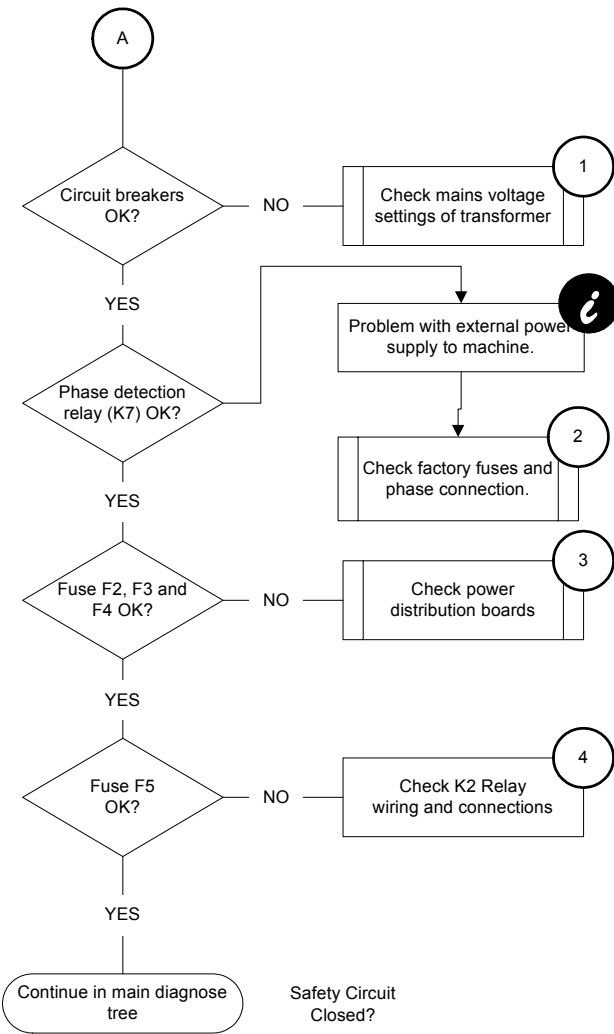 A
Circuit breakers
OK?
NO
1
Check mains voltage
settings of transformer
YES
i
Problem with external power
supply to machine.
Phase detection
relay (K7) OK?
2
Check factory fuses and
phase connection.
YES
Fuse F2, F3 and
F4 OK?
NO
3
Check power
distribution boards
YES
Fuse F5
OK?
NO
4
Check K2 Relay
wiring and connections
YES
Continue in main diagnose
tree
Safety Circuit
Closed?